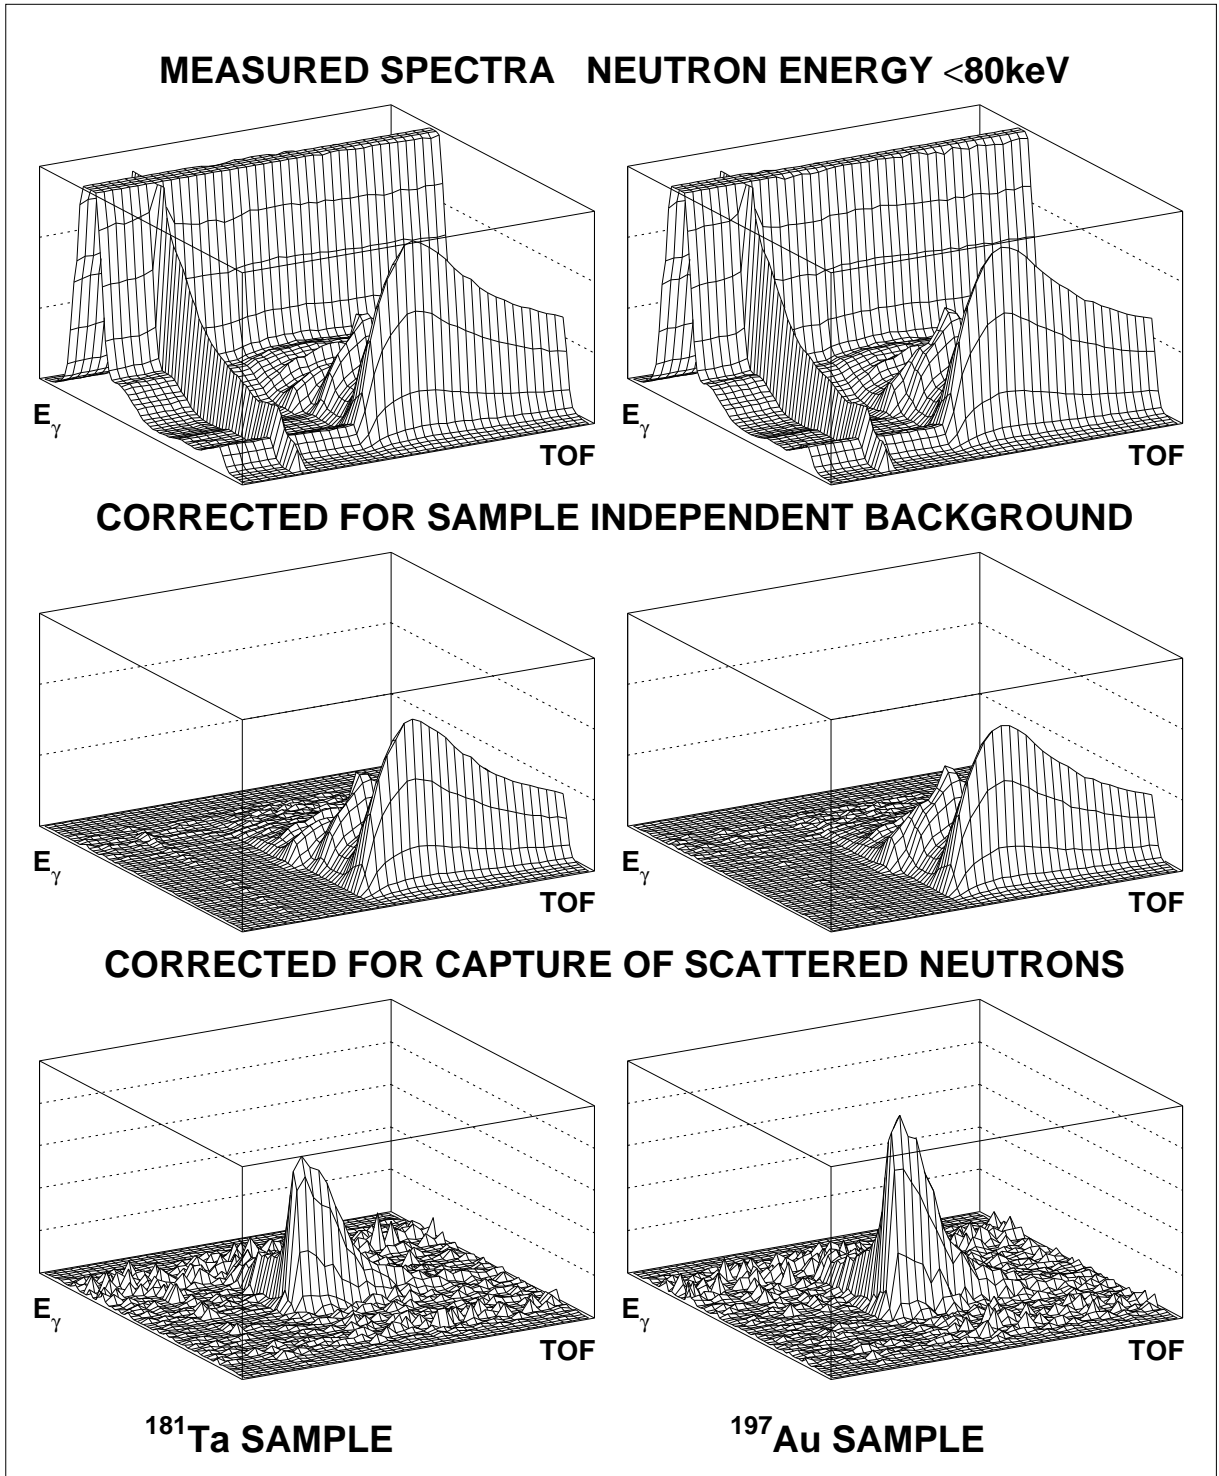 MEASURED SPECTRA NEUTRON ENERGY <80keV
Eγ
TOF
Eγ
TOF
CORRECTED FOR SAMPLE INDEPENDENT BACKGROUND
Eγ
TOF
Eγ
TOF
CORRECTED FOR CAPTURE OF SCATTERED NEUTRONS
Eγ
TOF
Eγ
TOF
¹⁸¹Ta SAMPLE
¹⁹⁷Au SAMPLE